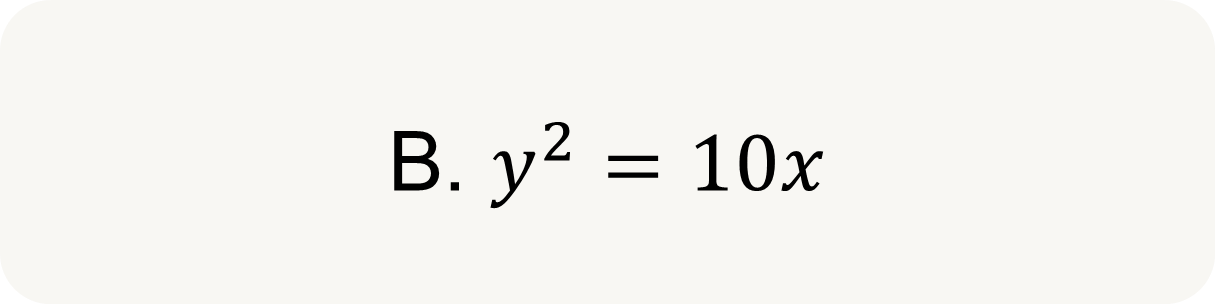 B. y² = 10x